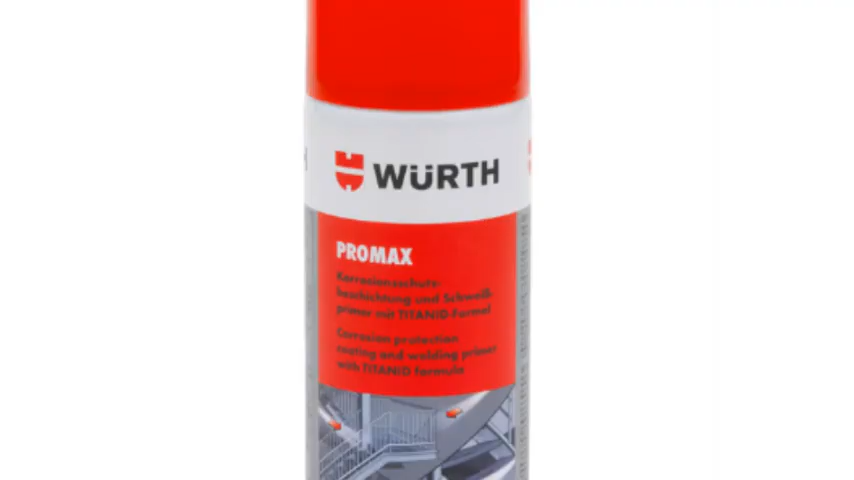 WÜRTH
PROMAX
Korrosionsschutz-
beschichtung und Schweiß-
primer mit TITANID-Formel
Corrosion protection
coating and welding primer
with TITANID formula